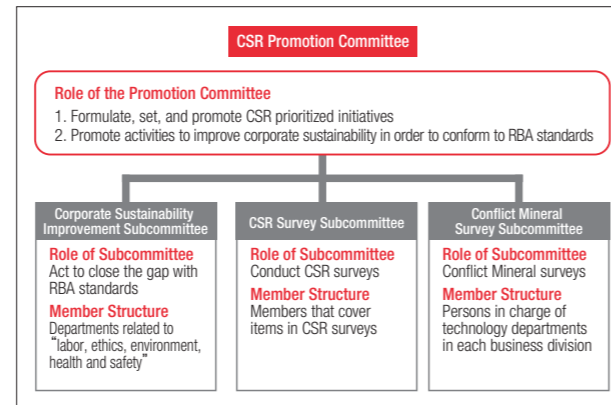 CSR Promotion Committee
Role of the Promotion Committee
1. Formulate, set, and promote CSR prioritized initiatives
2. Promote activities to improve corporate sustainability in order to conform to RBA standards
Corporate Sustainability
Improvement Subcommittee
Role of Subcommittee
Act to close the gap with
RBA standards
Member Structure
Departments related to
“labor, ethics, environment,
health and safety”
CSR Survey Subcommittee
Role of Subcommittee
Conduct CSR surveys
Member Structure
Members that cover
items in CSR surveys
Conflict Mineral
Survey Subcommittee
Role of Subcommittee
Conflict Mineral surveys
Member Structure
Persons in charge of
technology departments
in each business division